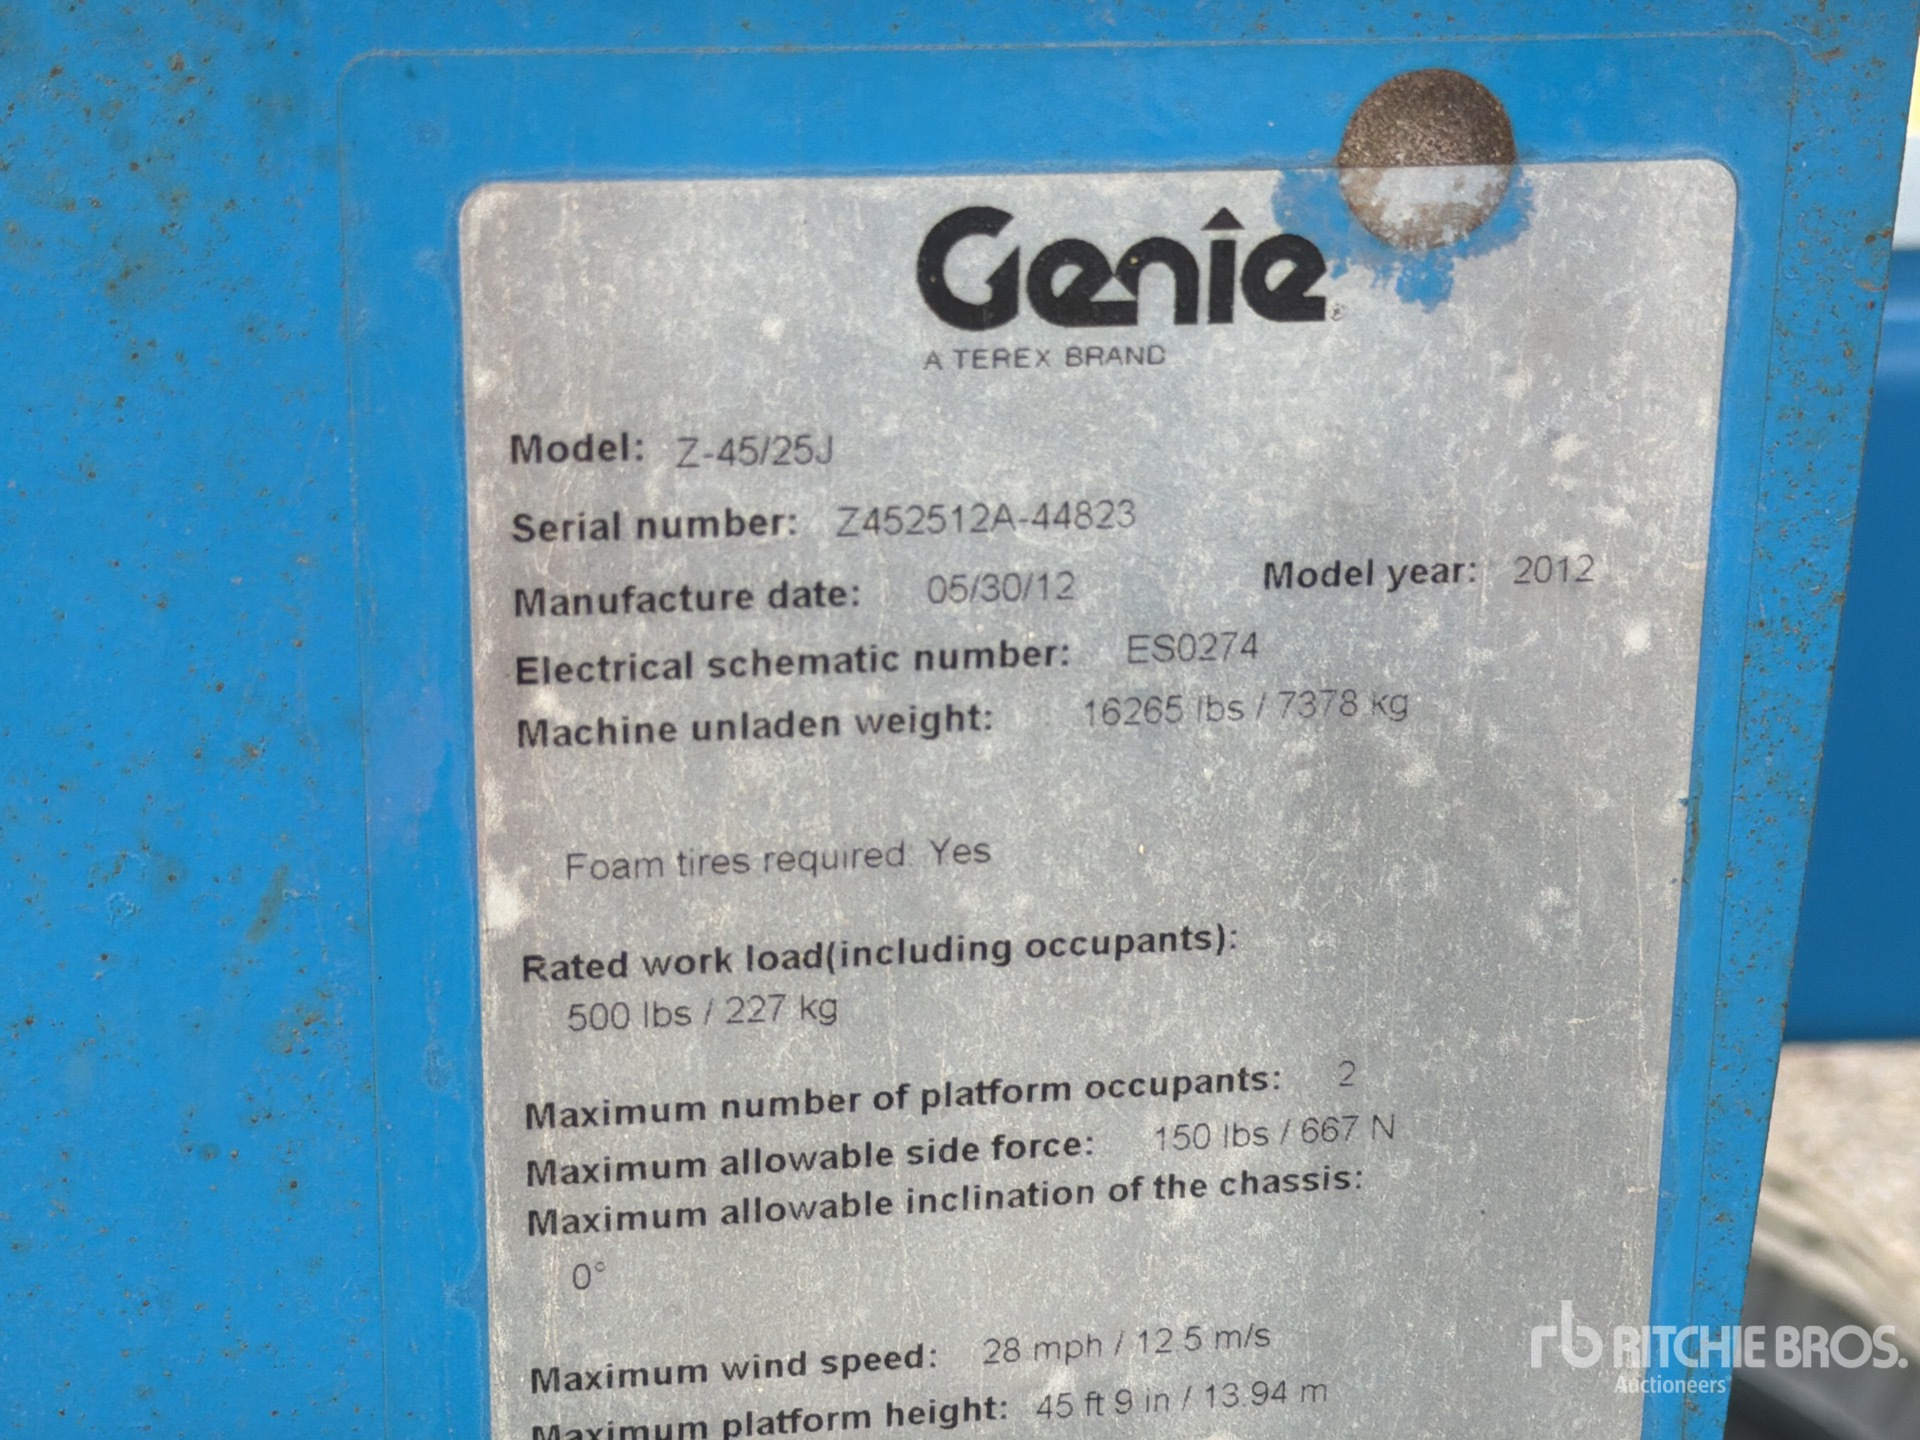 Genie
A TEREX BRAND
Model: Z-45/25J
Serial number: Z452512A-44823
Manufacture date: 05/30/12 Model year: 2012
Electrical schematic number: ES0274
Machine unladen weight: 16265 lbs / 7378 kg
Foam tires required: Yes
Rated work load(including occupants):
500 lbs / 227 kg
Maximum number of platform occupants: 2
Maximum allowable side force: 150 lbs / 667 N
Maximum allowable inclination of the chassis:
0°
Maximum wind speed: 28 mph / 12.5 m/s
Maximum platform height: 45 ft 9 in / 13.94 m
rb RITCHIE BROS.
Auctioneers